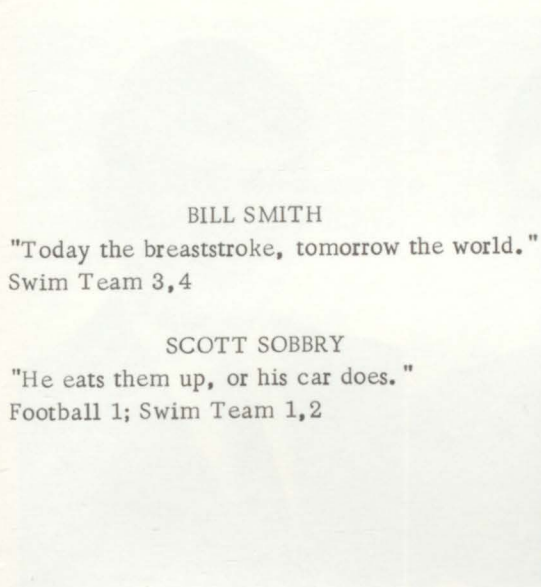 BILL SMITH
"Today the breaststroke, tomorrow the world."
Swim Team 3,4
SCOTT SOBBRY
"He eats them up, or his car does."
Football 1; Swim Team 1,2